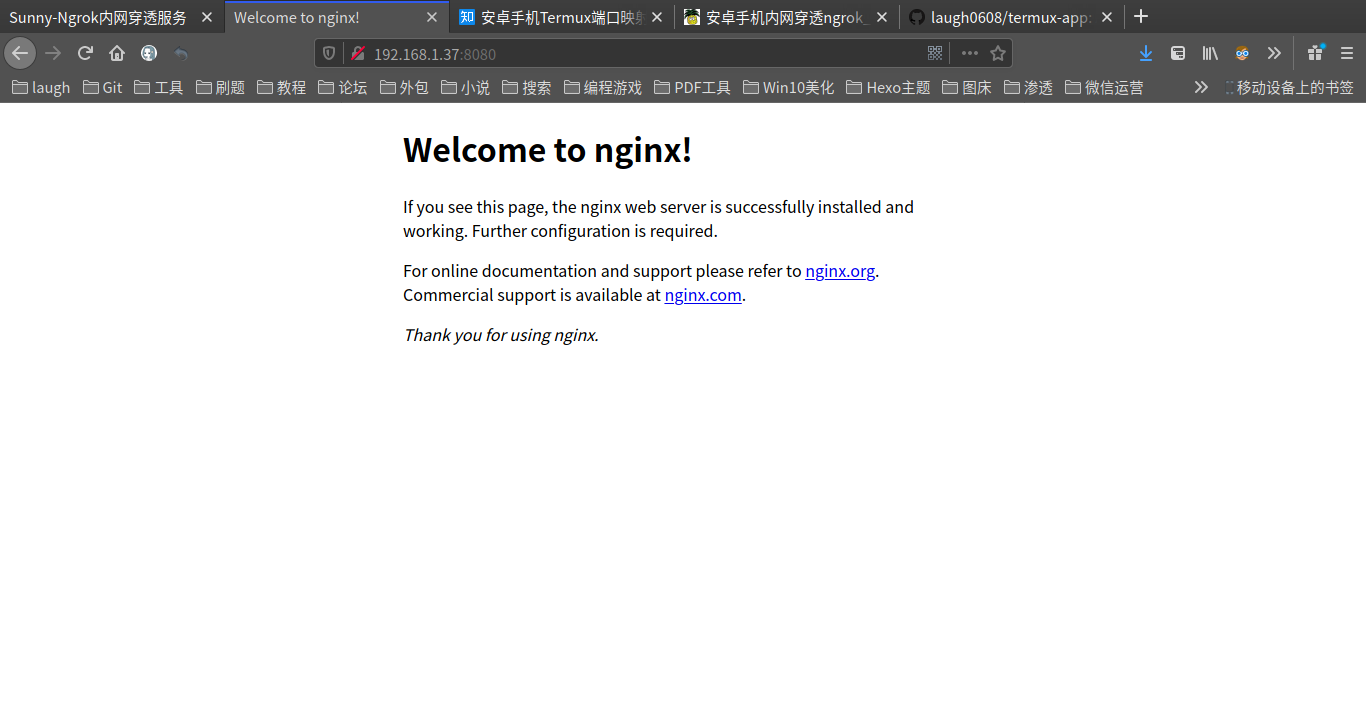 Sunny-Ngrok内网穿透服务
Welcome to nginx!
知 安卓手机Termux端口映射
安卓手机内网穿透ngrok_
laugh0608/termux-app:
192.168.1.37:8080
laugh Git 工具 刷题 教程 论坛 外包 小说 搜索 编程游戏 PDF工具 Win10美化 Hexo主题 图床 渗透 微信运营 移动设备上的书签
Welcome to nginx!
If you see this page, the nginx web server is successfully installed and
working. Further configuration is required.
For online documentation and support please refer to nginx.org.
Commercial support is available at nginx.com.
Thank you for using nginx.